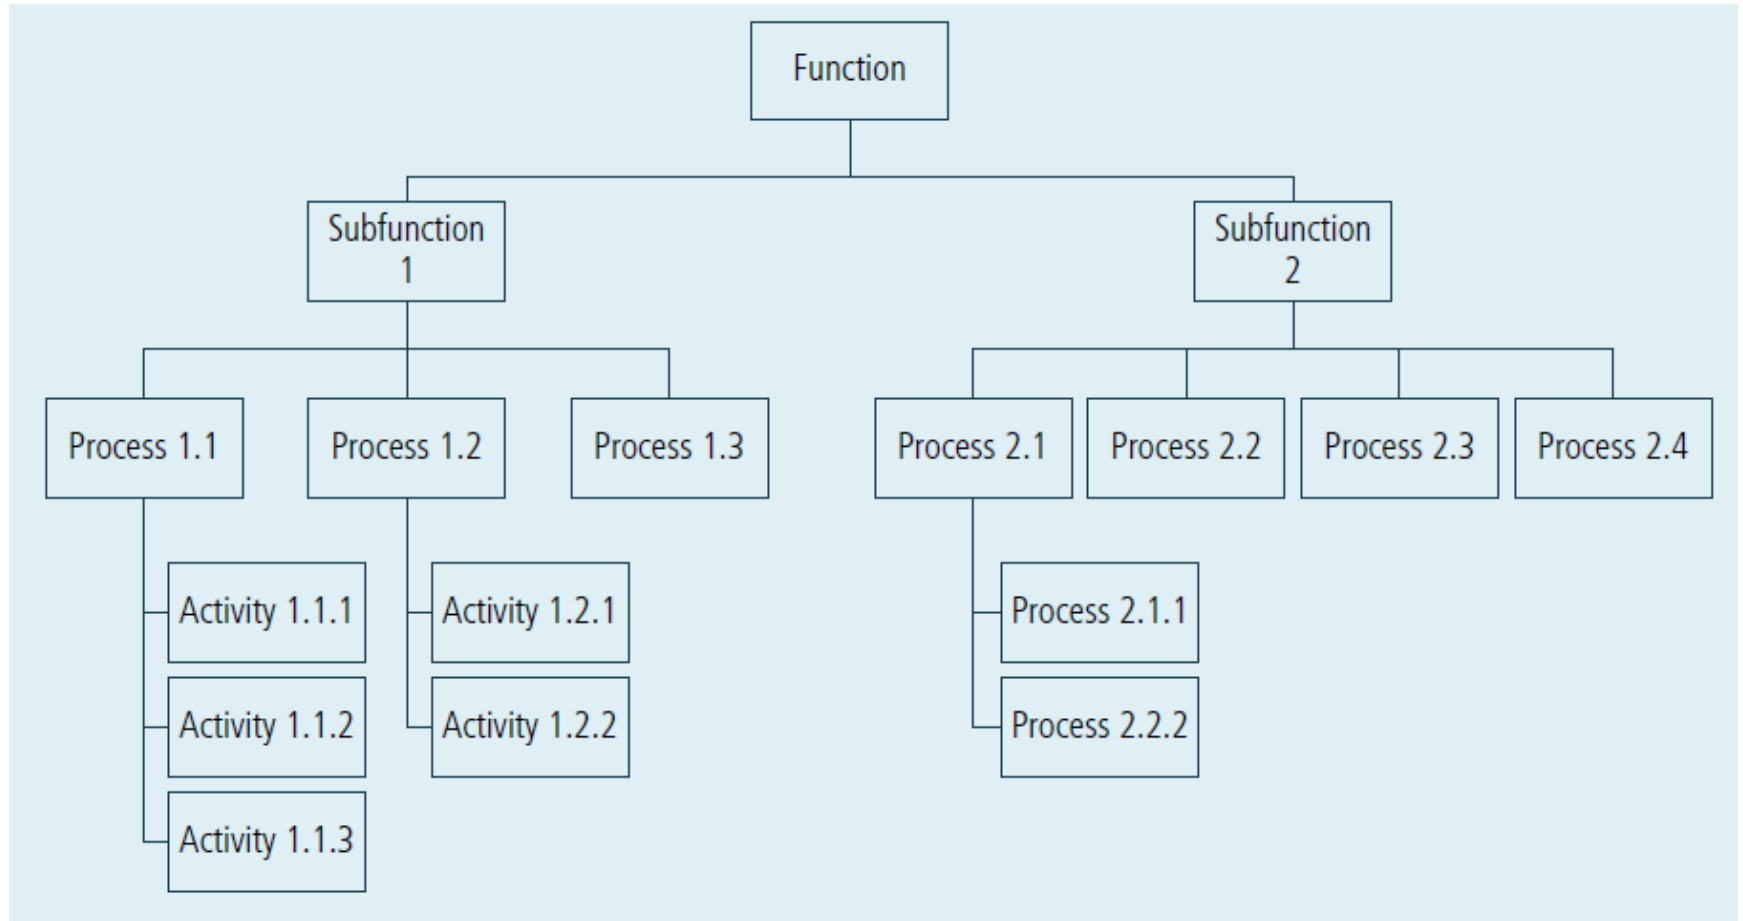 Function
Subfunction
1
Subfunction
2
Process 1.1
Process 1.2
Process 1.3
Process 2.1
Process 2.2
Process 2.3
Process 2.4
Activity 1.1.1
Activity 1.2.1
Process 2.1.1
Activity 1.1.2
Activity 1.2.2
Process 2.2.2
Activity 1.1.3